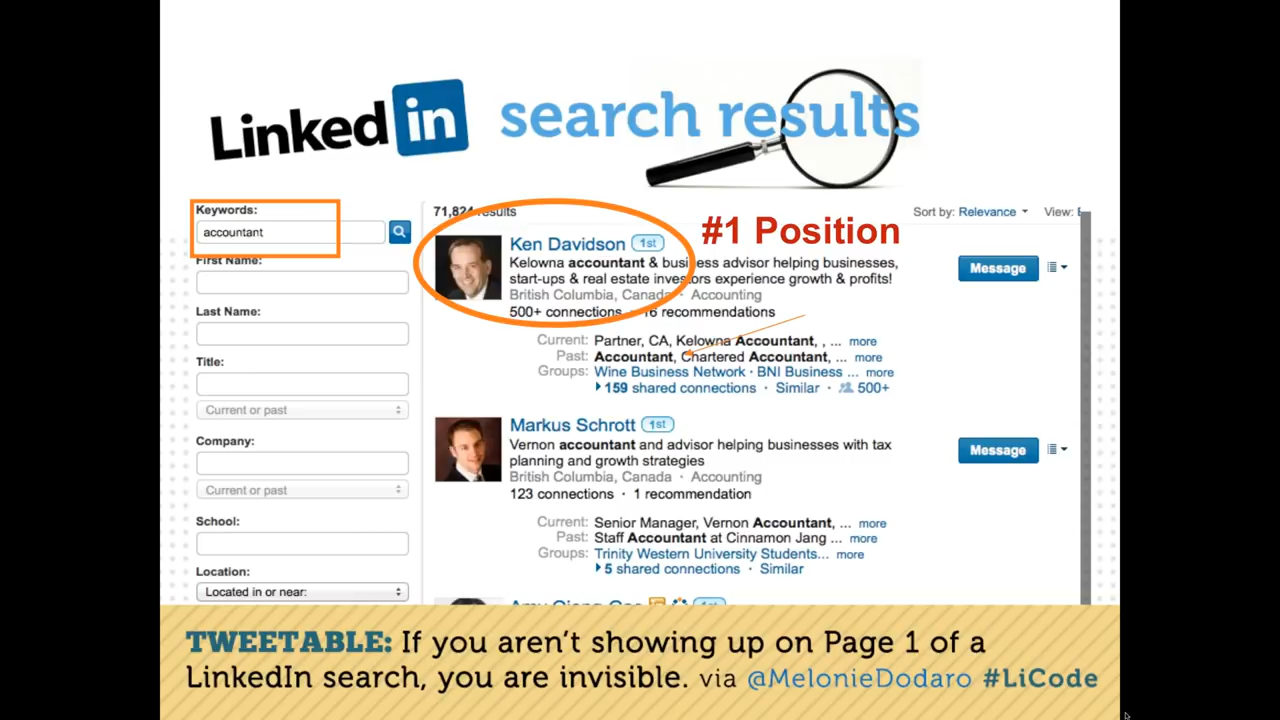 Linked in search results
Keywords:
accountant
First Name:
Last Name:
Title:
Current or past
Company:
Current or past
School:
Location:
Located in or near:
71,824 results
Sort by: Relevance View:
#1 Position
Ken Davidson 1st
Kelowna accountant & business advisor helping businesses,
start-ups & real estate investors experience growth & profits!
British Columbia, Canada · Accounting
500+ connections · 16 recommendations
Message
Current: Partner, CA, Kelowna Accountant, , ... more
Past: Accountant, Chartered Accountant, ... more
Groups: Wine Business Network · BNI Business ... more
159 shared connections · Similar · 500+
Markus Schrott 1st
Vernon accountant and advisor helping businesses with tax
planning and growth strategies
British Columbia, Canada · Accounting
123 connections · 1 recommendation
Message
Current: Senior Manager, Vernon Accountant, ... more
Past: Staff Accountant at Cinnamon Jang ... more
Groups: Trinity Western University Students... more
5 shared connections · Similar
TWEETABLE: If you aren't showing up on Page 1 of a
LinkedIn search, you are invisible. via @MelonieDodaro #LiCode